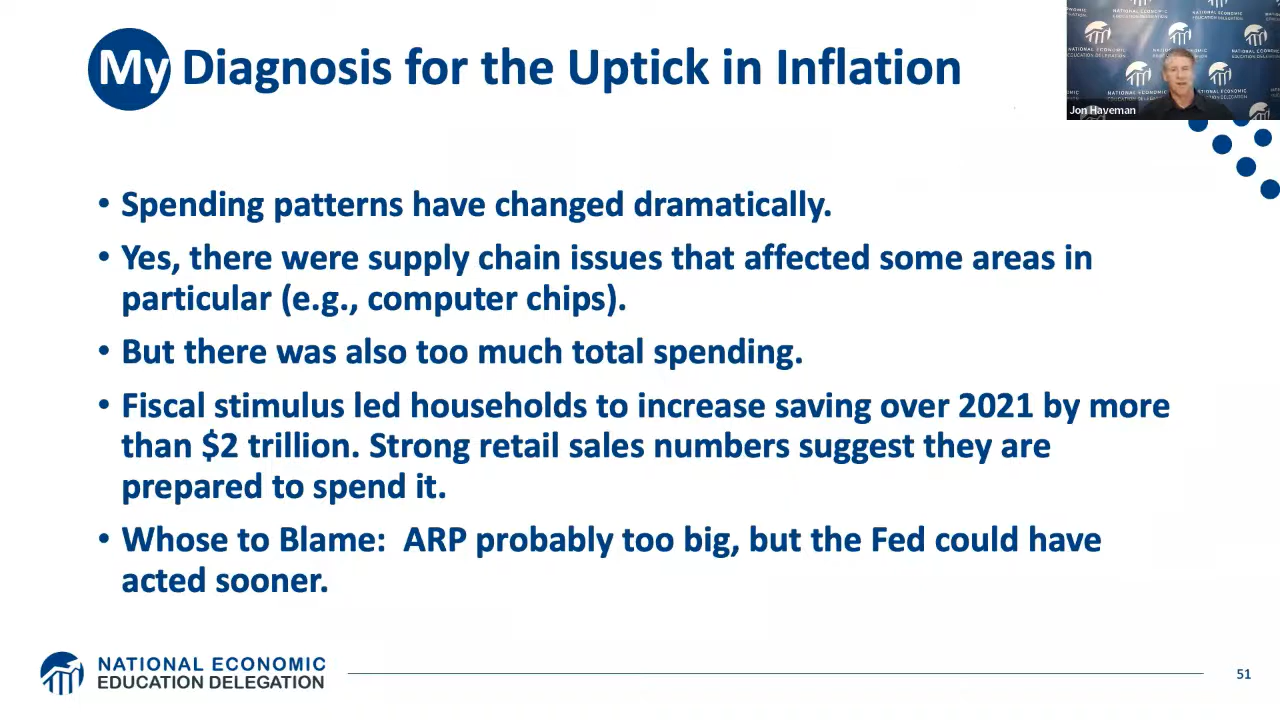 My Diagnosis for the Uptick in Inflation
Jon Haveman
• Spending patterns have changed dramatically.
• Yes, there were supply chain issues that affected some areas in
particular (e.g., computer chips).
• But there was also too much total spending.
• Fiscal stimulus led households to increase saving over 2021 by more
than $2 trillion. Strong retail sales numbers suggest they are
prepared to spend it.
• Whose to Blame:  ARP probably too big, but the Fed could have
acted sooner.
NATIONAL ECONOMIC
EDUCATION DELEGATION
51